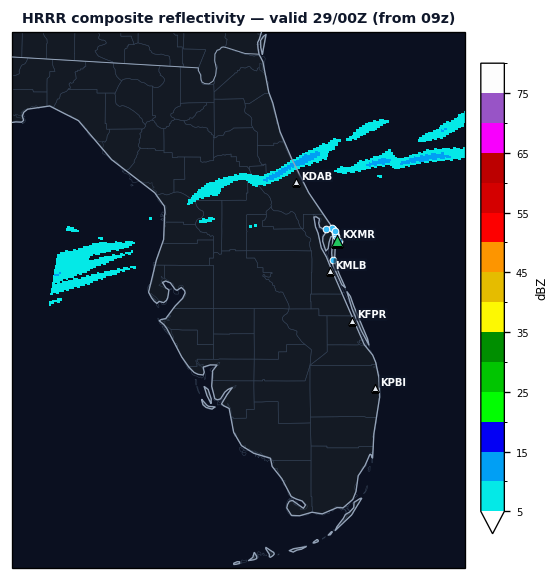 HRRR composite reflectivity — valid 29/00Z (from 09z)
KDAB
KXMR
KMLB
KFPR
KPBI
75
65
55
45
35
25
15
5
dBZ